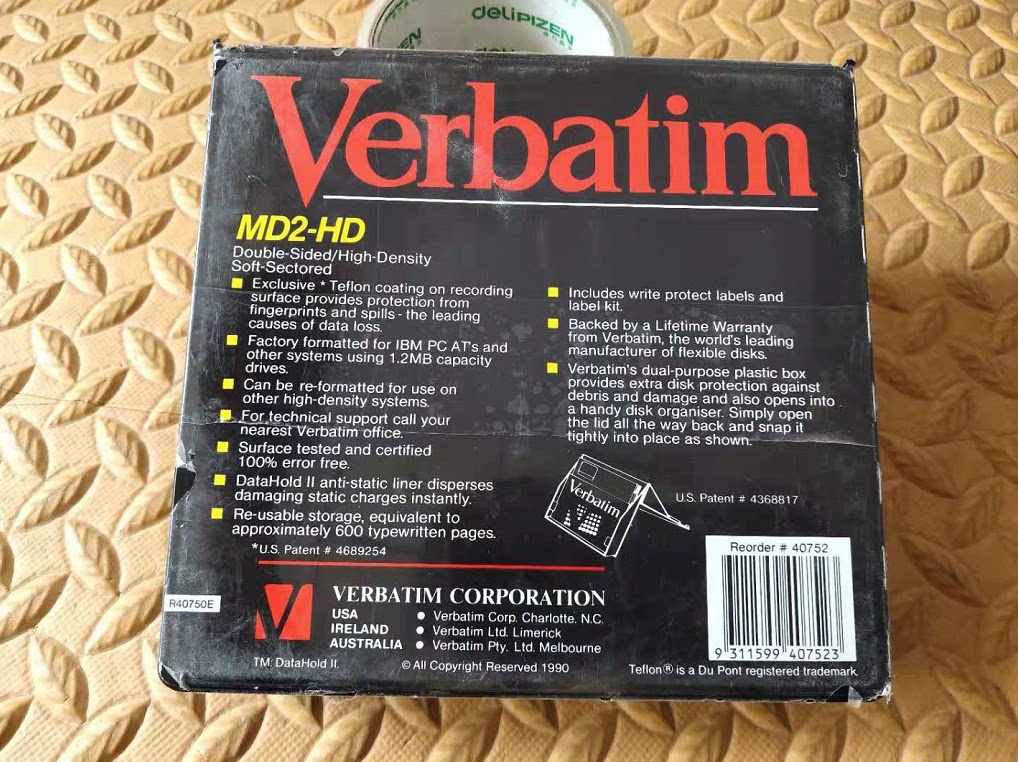 deliPIZEN
Verbatim
MD2-HD
Double-Sided/High-Density
Soft-Sectored
Exclusive * Teflon coating on recording
surface provides protection from
fingerprints and spills - the leading
causes of data loss.
Factory formatted for IBM PC AT's and
other systems using 1.2MB capacity
drives.
Can be re-formatted for use on
other high-density systems.
For technical support call your
nearest Verbatim office.
Surface tested and certified
100% error free.
DataHold II anti-static liner disperses
damaging static charges instantly.
Re-usable storage, equivalent to
approximately 600 typewritten pages.
*U.S. Patent # 4689254
Includes write protect labels and
label kit.
Backed by a Lifetime Warranty
from Verbatim, the world's leading
manufacturer of flexible disks.
Verbatim's dual-purpose plastic box
provides extra disk protection against
debris and damage and also opens into
a handy disk organiser. Simply open
the lid all the way back and snap it
tightly into place as shown.
Verbatim
U.S. Patent # 4368817
Reorder # 40752
9 311599 407523
R40750E
VERBATIM CORPORATION
USA ● Verbatim Corp. Charlotte. N.C.
IRELAND ● Verbatim Ltd. Limerick
AUSTRALIA ● Verbatim Pty. Ltd. Melbourne
TM: DataHold II.
© All Copyright Reserved 1990
Teflon® is a Du Pont registered trademark